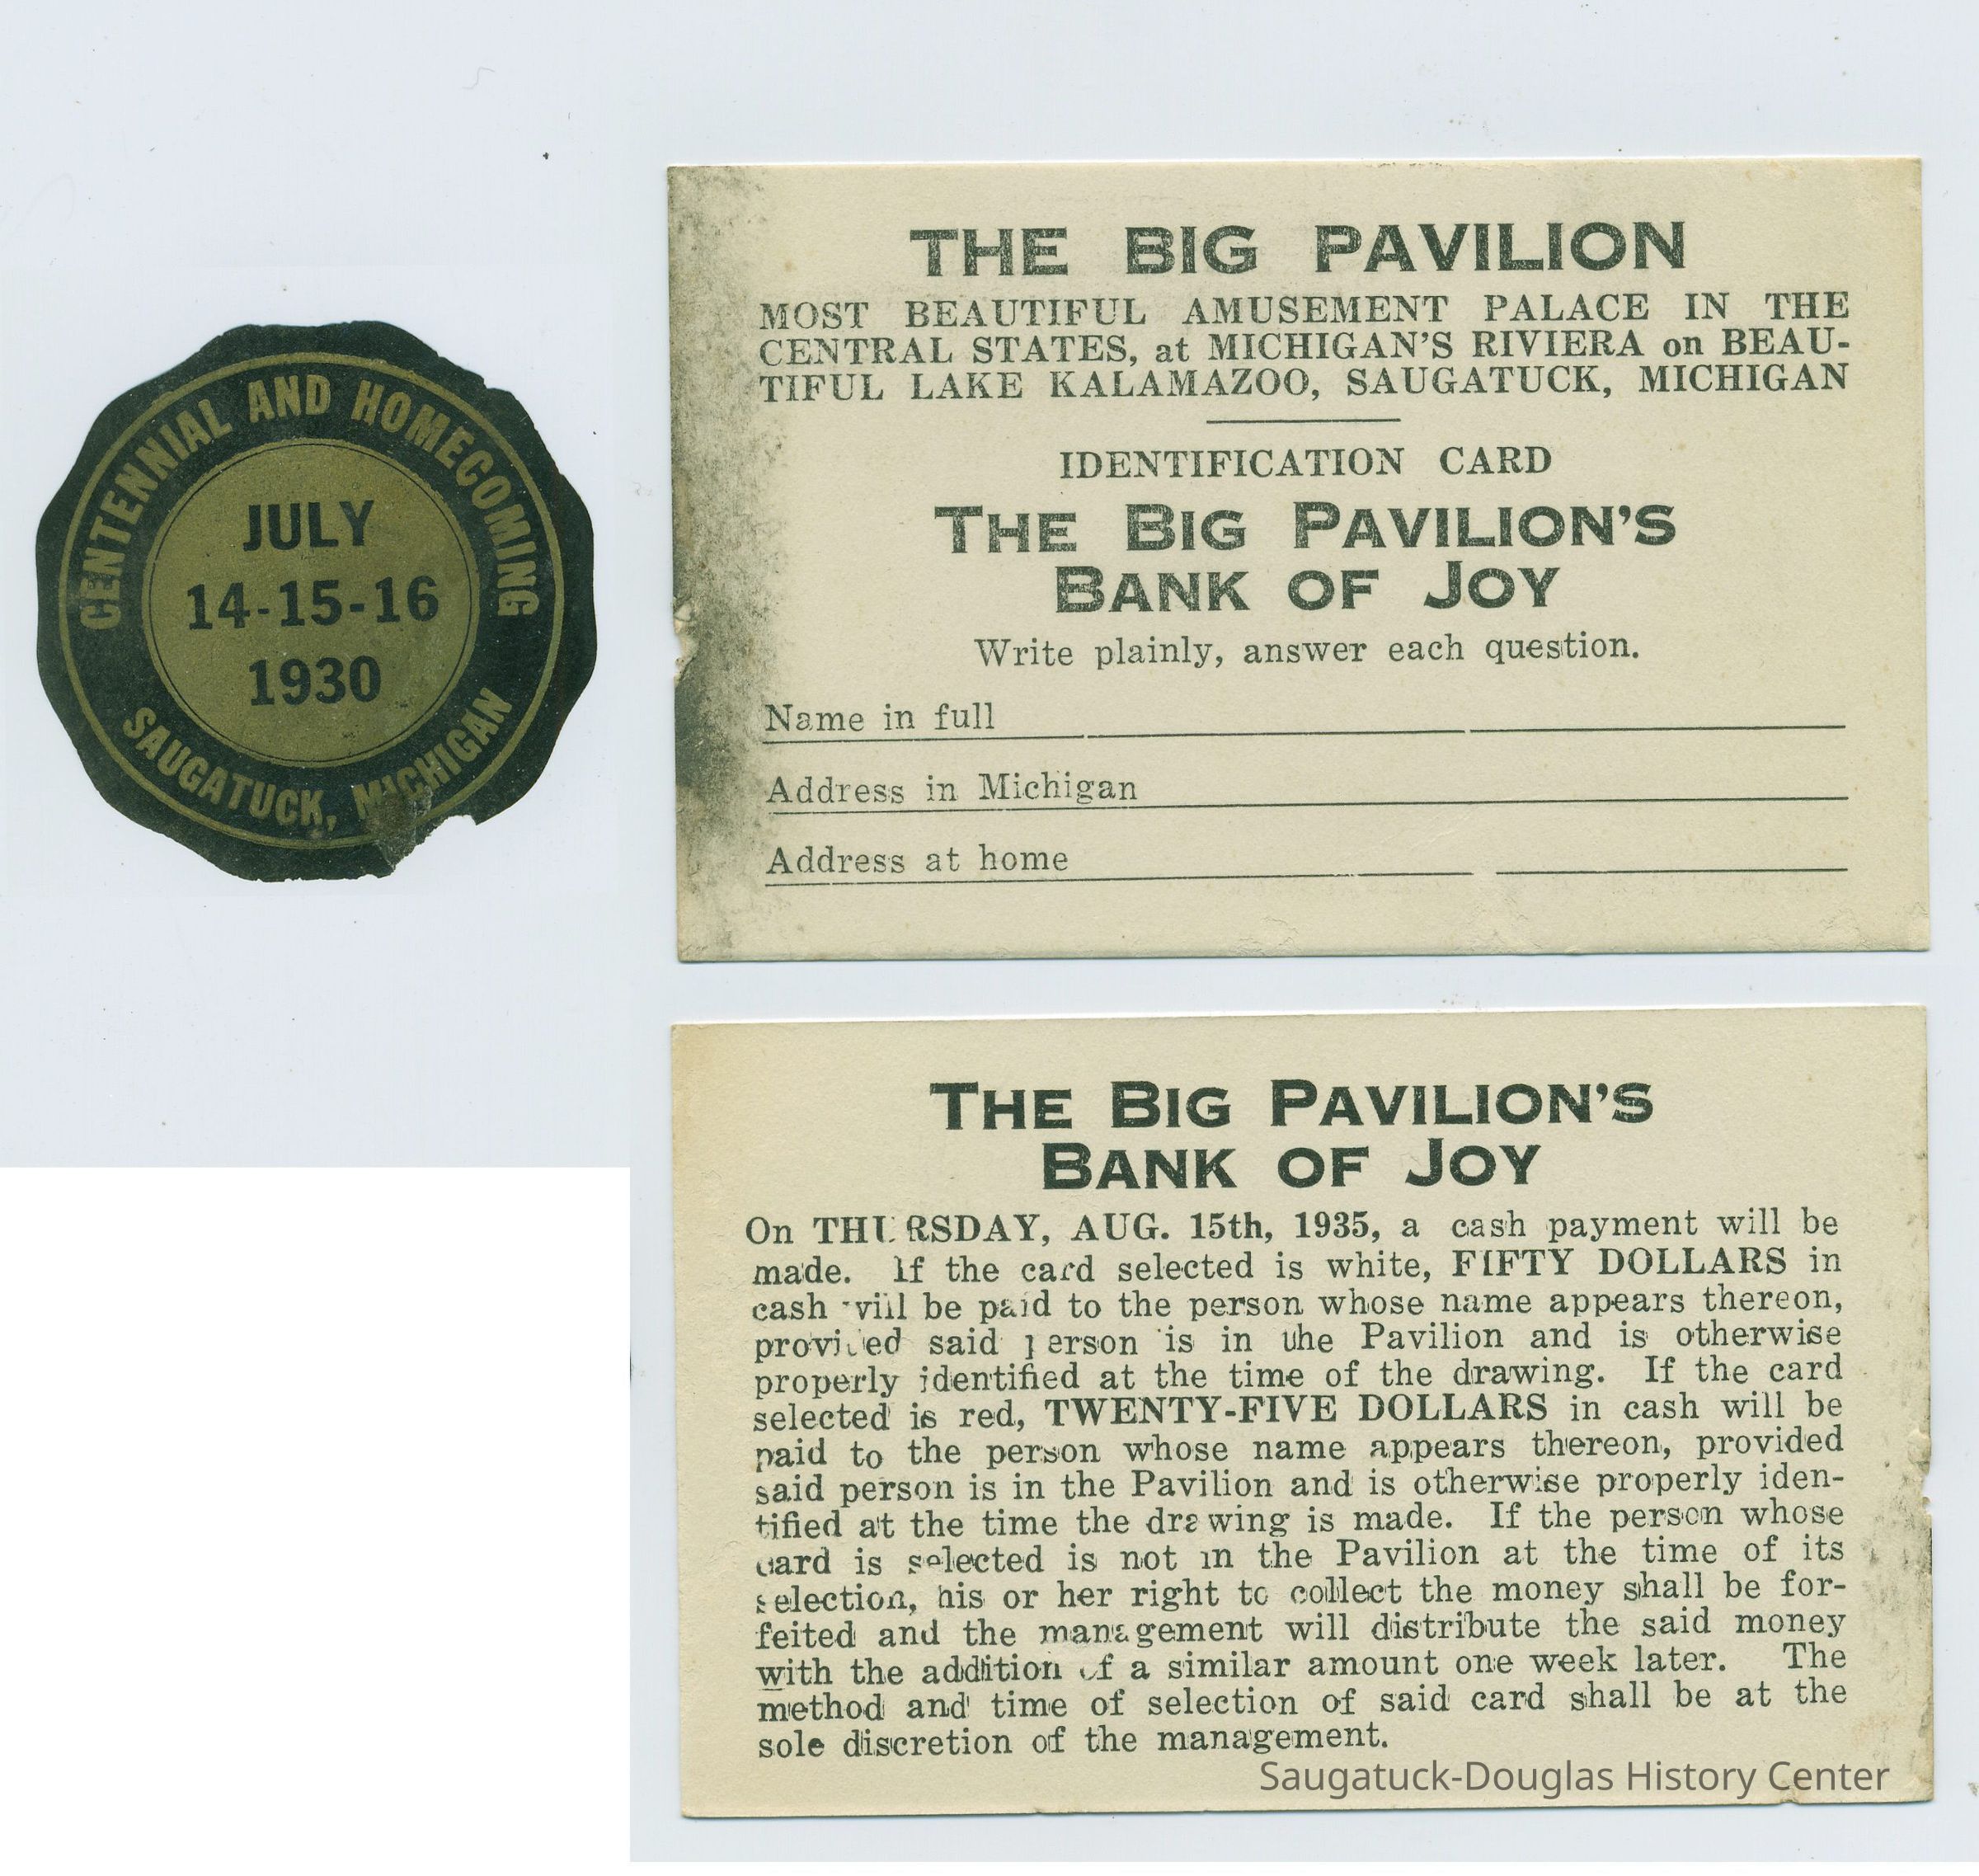 CENTENNIAL AND HOMECOMING
JULY
14-15-16
1930
SAUGATUCK, MICHIGAN
THE BIG PAVILION
MOST BEAUTIFUL AMUSEMENT PALACE IN THE
CENTRAL STATES, at MICHIGAN'S RIVIERA on BEAU-
TIFUL LAKE KALAMAZOO, SAUGATUCK, MICHIGAN
IDENTIFICATION CARD
THE BIG PAVILION'S
BANK OF JOY
Write plainly, answer each question.
Name in full
Address in Michigan
Address at home
THE BIG PAVILION'S
BANK OF JOY
On THURSDAY, AUG. 15th, 1935, a cash payment will be
made. If the card selected is white, FIFTY DOLLARS in
cash will be paid to the person whose name appears thereon,
provided said person is in the Pavilion and is otherwise
properly identified at the time of the drawing. If the card
selected is red, TWENTY-FIVE DOLLARS in cash will be
paid to the person whose name appears thereon, provided
said person is in the Pavilion and is otherwise properly iden-
tified at the time the drawing is made. If the person whose
card is selected is not in the Pavilion at the time of its
selection, his or her right to collect the money shall be for-
feited and the management will distribute the said money
with the addition of a similar amount one week later. The
method and time of selection of said card shall be at the
sole discretion of the management.
Saugatuck-Douglas History Center